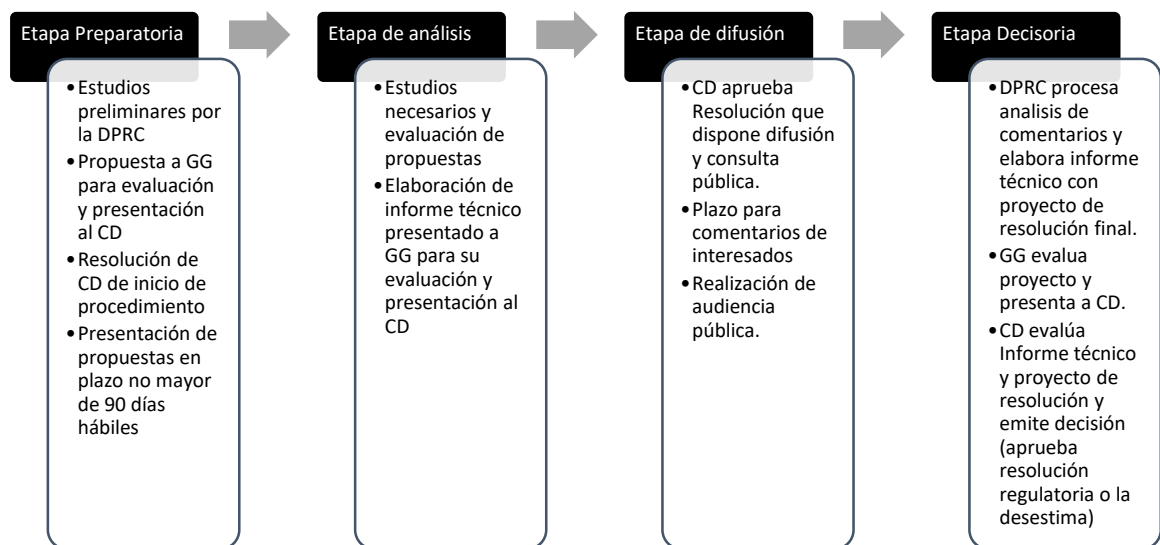 Etapa Preparatoria
•Estudios
preliminares por
la DPRC
•Propuesta a GG
para evaluación
y presentación
al CD
•Resolución de
CD de inicio de
procedimiento
•Presentación de
propuestas en
plazo no mayor
de 90 días
hábiles
Etapa de análisis
•Estudios
necesarios y
evaluación de
propuestas
•Elaboración de
informe técnico
presentado a
GG para su
evaluación y
presentación al
CD
Etapa de difusión
•CD aprueba
Resolución que
dispone difusión
y consulta
pública.
•Plazo para
comentarios de
interesados
•Realización de
audiencia
pública.
Etapa Decisoria
•DPRC procesa
analisis de
comentarios y
elabora informe
técnico con
proyecto de
resolución final.
•GG evalua
proyecto y
presenta a CD.
•CD evalúa
Informe técnico
y proyecto de
resolución y
emite decisión
(aprueba
resolución
regulatoria o la
desestima)